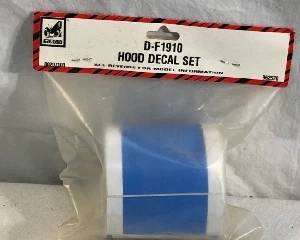 D-F1910
HOOD DECAL SET
SEE REVERSE FOR MODEL INFORMATION